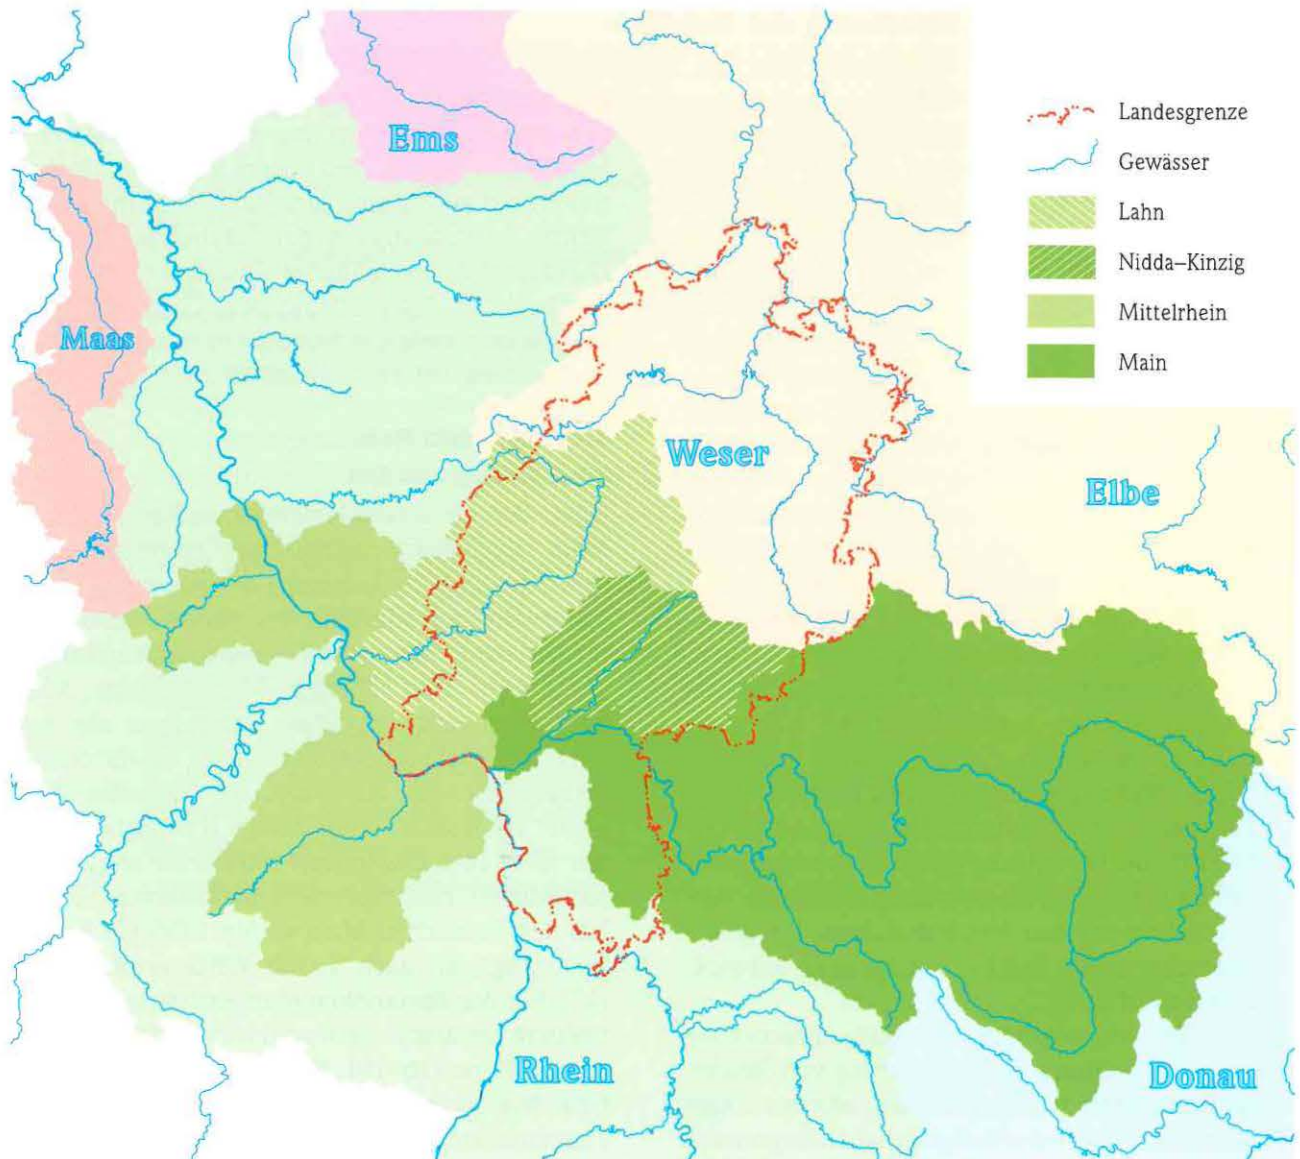 Ems
Landesgrenze
Gewässer
Lahn
Nidda–Kinzig
Mittelrhein
Main
Maas
Weser
Elbe
Rhein
Donau